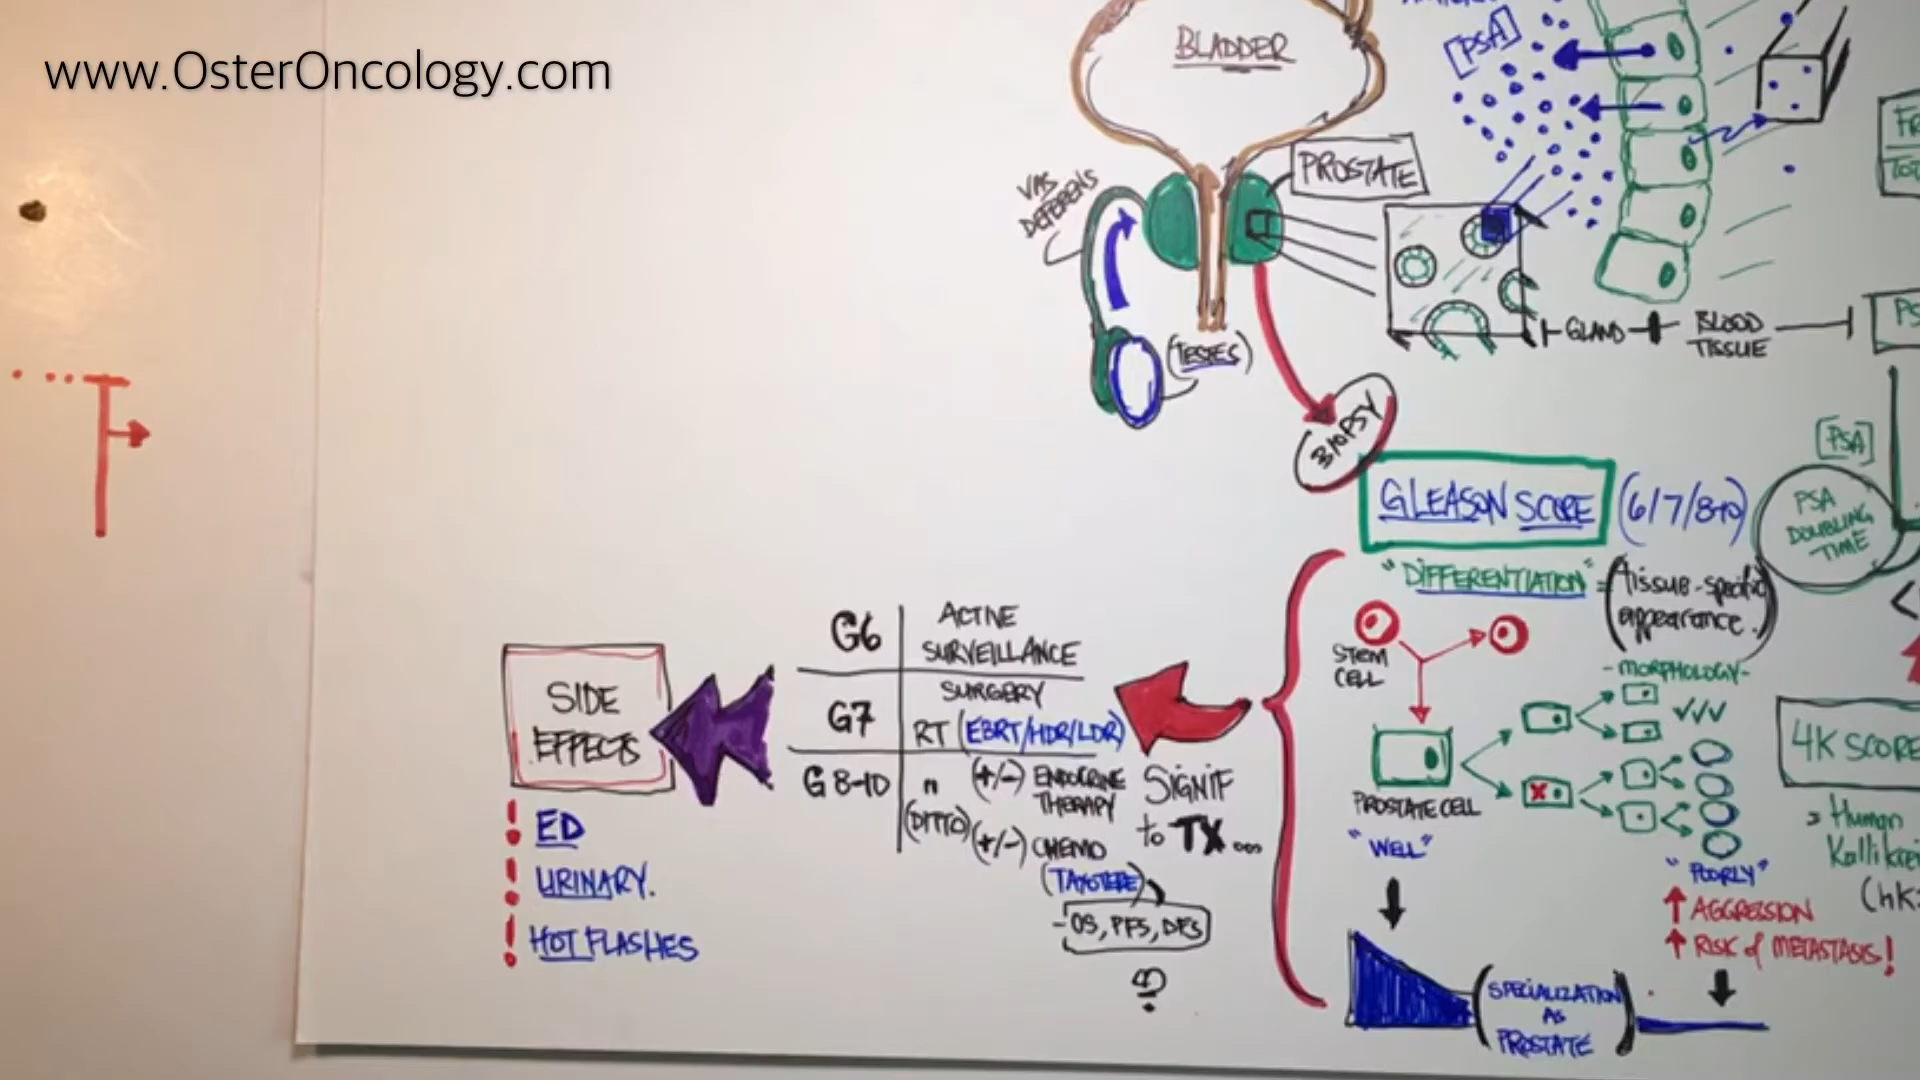 www.OsterOncology.com
BLADDER
[PSA]
VAS
DEFERENS
PROSTATE
(TESTES)
GLAND
BLOOD
TISSUE
BIOPSY
GLEASON SCORE
(6/7/8-10)
[PSA]
PSA
DOUBLING
TIME
"DIFFERENTIATION" =
(tissue-specific
appearance.)
-MORPHOLOGY-
STEM
CELL
PROSTATE CELL
"WELL"
"POORLY"
↑ AGGRESSION
↑ RISK of METASTASIS!
(SPECIALIZATION
AS
PROSTATE)
4K SCORE
= Human
G6
ACTIVE
SURVEILLANCE
G7
SURGERY
RT (EBRT/HDR/LDR)
G 8-10
"
(DITTO)
(+/-) ENDOCRINE
THERAPY
(+/-) CHEMO
(TAXOTERE)
- OS, PFS, DFS
?
SIGNIF
to TX...
SIDE
EFFECTS
! ED
! URINARY.
! HOT FLASHES